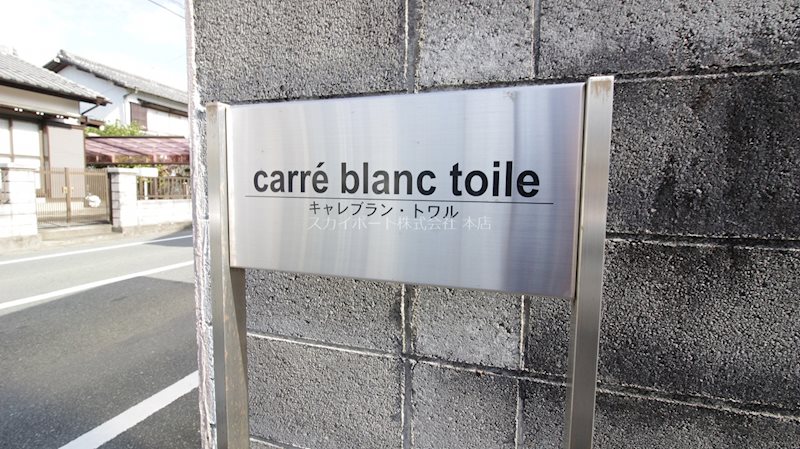 carré blanc toile
キャレブラン・トワル
スカイポート株式会社 本店